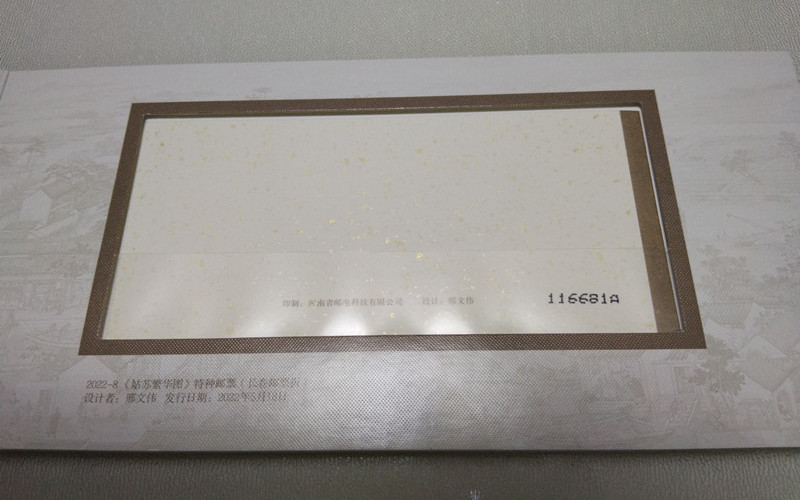 印制：河南省邮电科技有限公司 设计：邢文伟
116681A
2022-8《姑苏繁华图》特种邮票（长卷邮票折
设计者：邢文伟 发行日期：2022年5月18日